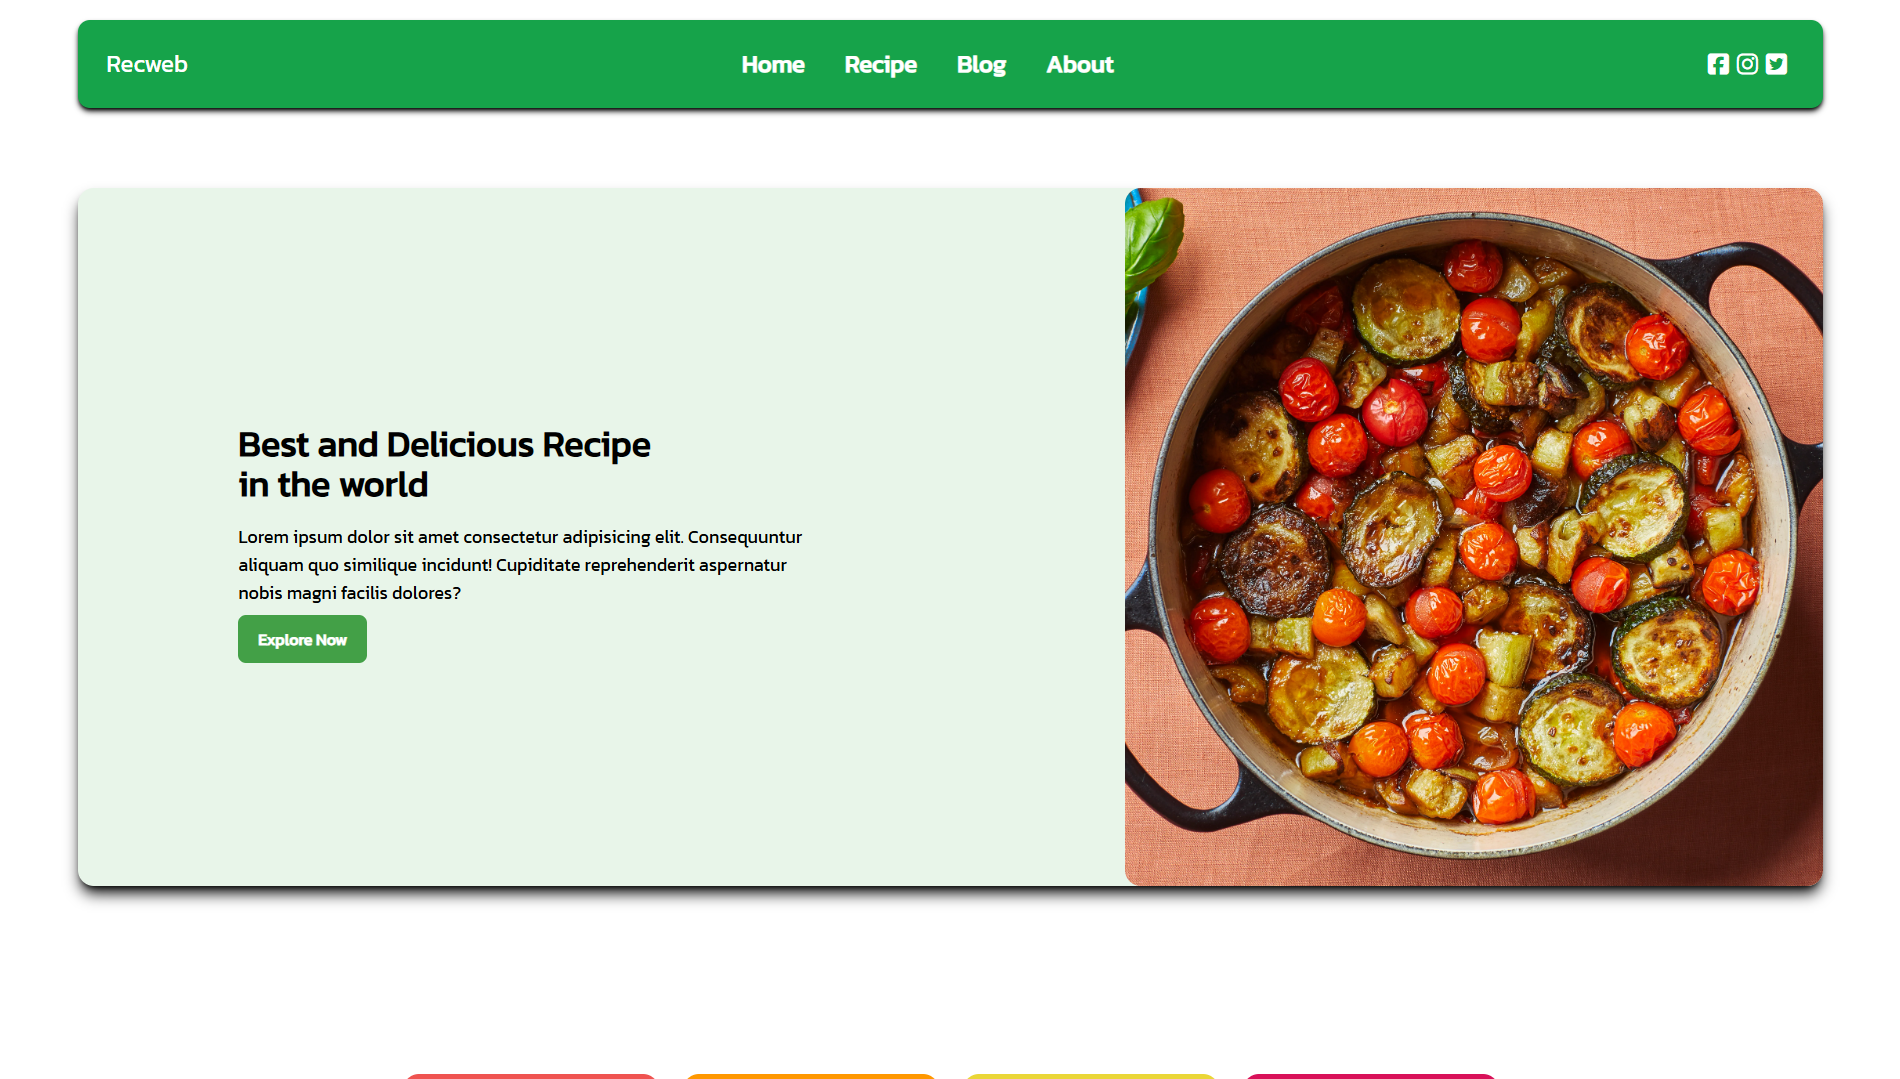 Recweb
Home Recipe Blog About
Best and Delicious Recipe
in the world
Lorem ipsum dolor sit amet consectetur adipisicing elit. Consequuntur
aliquam quo similique incidunt! Cupiditate reprehenderit aspernatur
nobis magni facilis dolores?
Explore Now